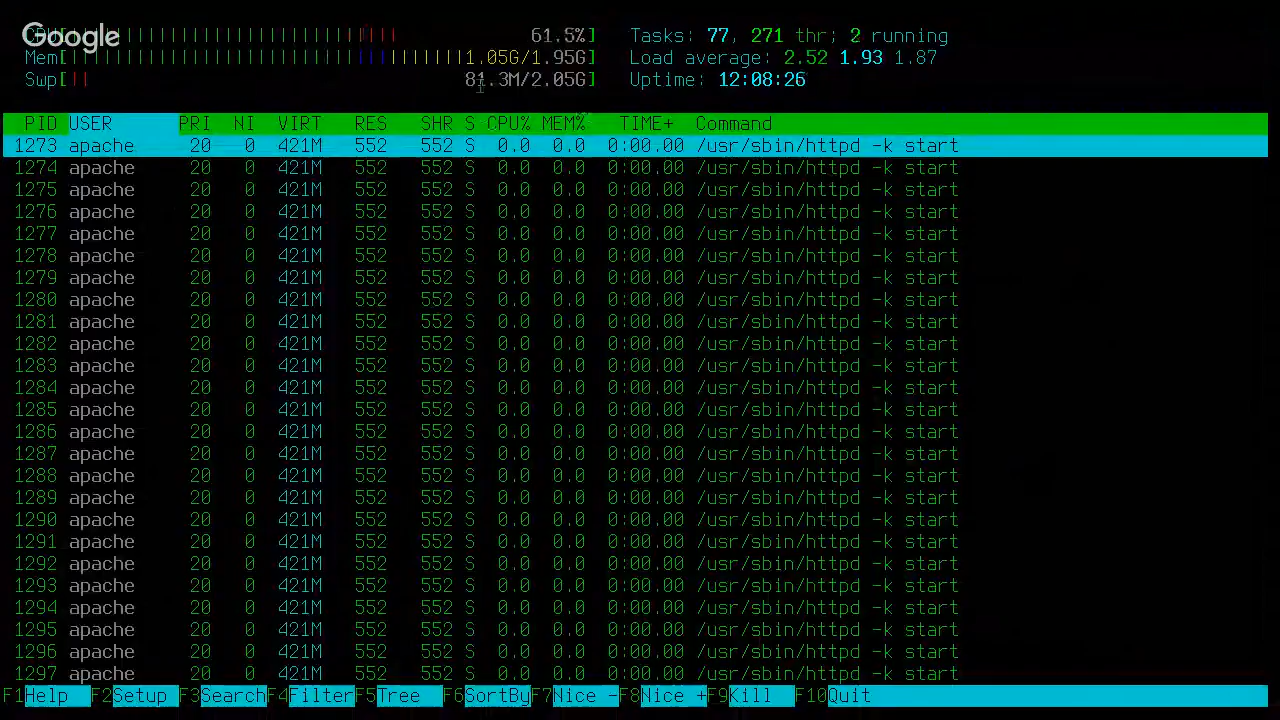 Google
CPU[ 61.5%] Tasks: 77, 271 thr; 2 running
Mem[ 1.05G/1.95G] Load average: 2.52 1.93 1.87
Swp[ 81.3M/2.05G] Uptime: 12:08:26
PID USER PRI NI VIRT RES SHR S CPU% MEM% TIME+ Command
1273 apache 20 0 421M 552 552 S 0.0 0.0 0:00.00 /usr/sbin/httpd -k start
1274 apache 20 0 421M 552 552 S 0.0 0.0 0:00.00 /usr/sbin/httpd -k start
1275 apache 20 0 421M 552 552 S 0.0 0.0 0:00.00 /usr/sbin/httpd -k start
1276 apache 20 0 421M 552 552 S 0.0 0.0 0:00.00 /usr/sbin/httpd -k start
1277 apache 20 0 421M 552 552 S 0.0 0.0 0:00.00 /usr/sbin/httpd -k start
1278 apache 20 0 421M 552 552 S 0.0 0.0 0:00.00 /usr/sbin/httpd -k start
1279 apache 20 0 421M 552 552 S 0.0 0.0 0:00.00 /usr/sbin/httpd -k start
1280 apache 20 0 421M 552 552 S 0.0 0.0 0:00.00 /usr/sbin/httpd -k start
1281 apache 20 0 421M 552 552 S 0.0 0.0 0:00.00 /usr/sbin/httpd -k start
1282 apache 20 0 421M 552 552 S 0.0 0.0 0:00.00 /usr/sbin/httpd -k start
1283 apache 20 0 421M 552 552 S 0.0 0.0 0:00.00 /usr/sbin/httpd -k start
1284 apache 20 0 421M 552 552 S 0.0 0.0 0:00.00 /usr/sbin/httpd -k start
1285 apache 20 0 421M 552 552 S 0.0 0.0 0:00.00 /usr/sbin/httpd -k start
1286 apache 20 0 421M 552 552 S 0.0 0.0 0:00.00 /usr/sbin/httpd -k start
1287 apache 20 0 421M 552 552 S 0.0 0.0 0:00.00 /usr/sbin/httpd -k start
1288 apache 20 0 421M 552 552 S 0.0 0.0 0:00.00 /usr/sbin/httpd -k start
1289 apache 20 0 421M 552 552 S 0.0 0.0 0:00.00 /usr/sbin/httpd -k start
1290 apache 20 0 421M 552 552 S 0.0 0.0 0:00.00 /usr/sbin/httpd -k start
1291 apache 20 0 421M 552 552 S 0.0 0.0 0:00.00 /usr/sbin/httpd -k start
1292 apache 20 0 421M 552 552 S 0.0 0.0 0:00.00 /usr/sbin/httpd -k start
1293 apache 20 0 421M 552 552 S 0.0 0.0 0:00.00 /usr/sbin/httpd -k start
1294 apache 20 0 421M 552 552 S 0.0 0.0 0:00.00 /usr/sbin/httpd -k start
1295 apache 20 0 421M 552 552 S 0.0 0.0 0:00.00 /usr/sbin/httpd -k start
1296 apache 20 0 421M 552 552 S 0.0 0.0 0:00.00 /usr/sbin/httpd -k start
1297 apache 20 0 421M 552 552 S 0.0 0.0 0:00.00 /usr/sbin/httpd -k start
F1Help F2Setup F3SearchF4FilterF5Tree F6SortByF7Nice -F8Nice +F9Kill F10Quit